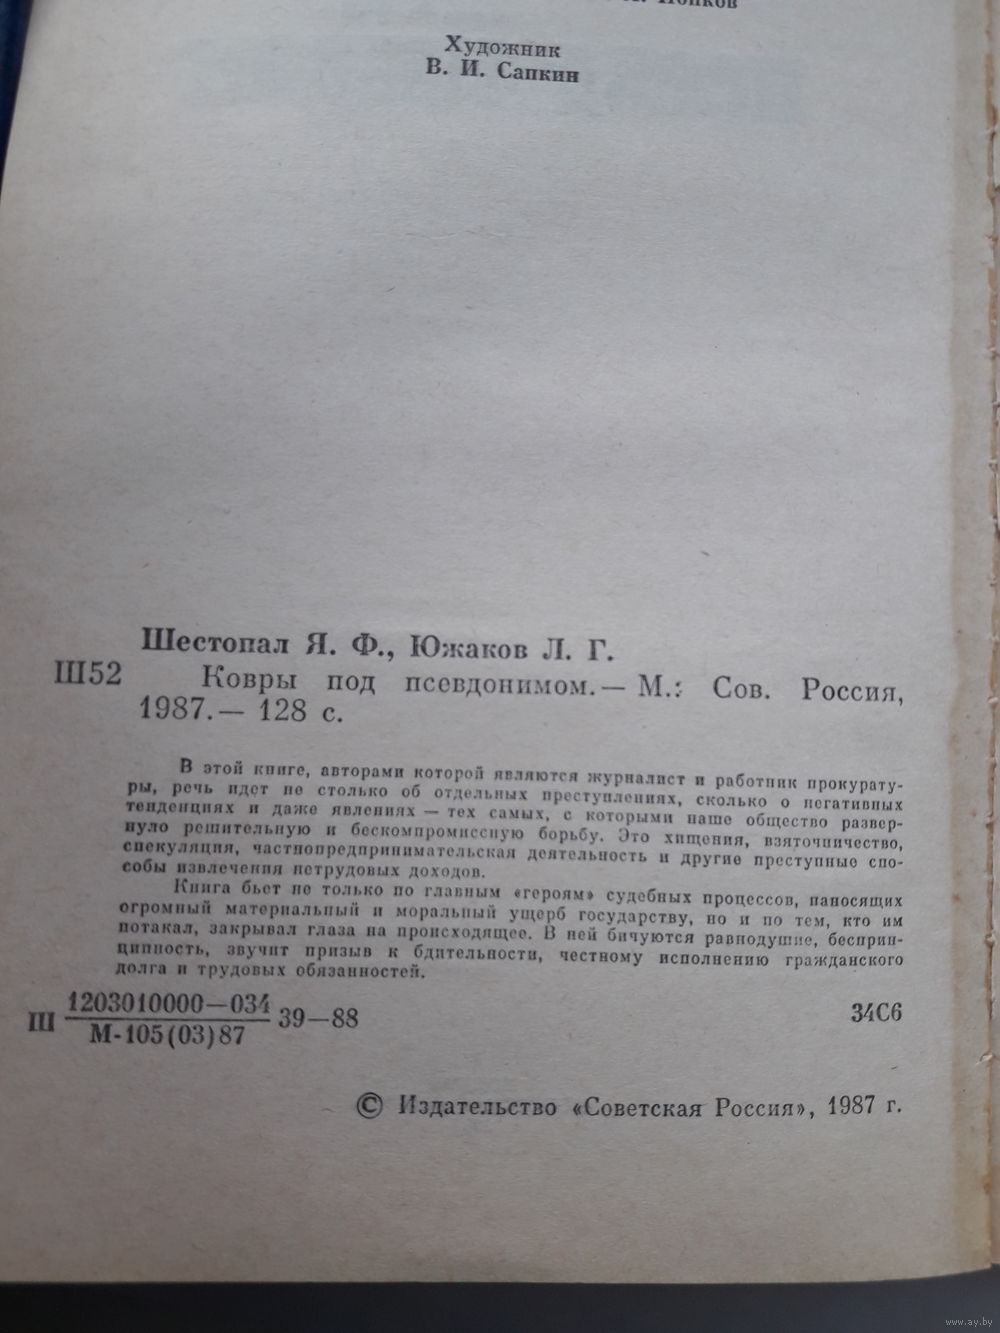 Художник
В. И. Сапкин
Шестопал Я. Ф., Южаков Л. Г.
Ш52 Ковры под псевдонимом.— М.: Сов. Россия,
1987.— 128 с.
В этой книге, авторами которой являются журналист и работник прокурату-
ры, речь идет не столько об отдельных преступлениях, сколько о негативных
тенденциях и даже явлениях — тех самых, с которыми наше общество развер-
нуло решительную и бескомпромиссную борьбу. Это хищения, взяточничество,
спекуляция, частнопредпринимательская деятельность и другие преступные спо-
собы извлечения нетрудовых доходов.
Книга бьет не только по главным «героям» судебных процессов, наносящих
огромный материальный и моральный ущерб государству, но и по тем, кто им
потакал, закрывал глаза на происходящее. В ней бичуются равнодушие, бесприн-
ципность, звучит призыв к бдительности, честному исполнению гражданского
долга и трудовых обязанностей.
1203010000—034
Ш 39—88 34С6
М-105(03)87
© Издательство «Советская Россия», 1987 г.
www.ay.by